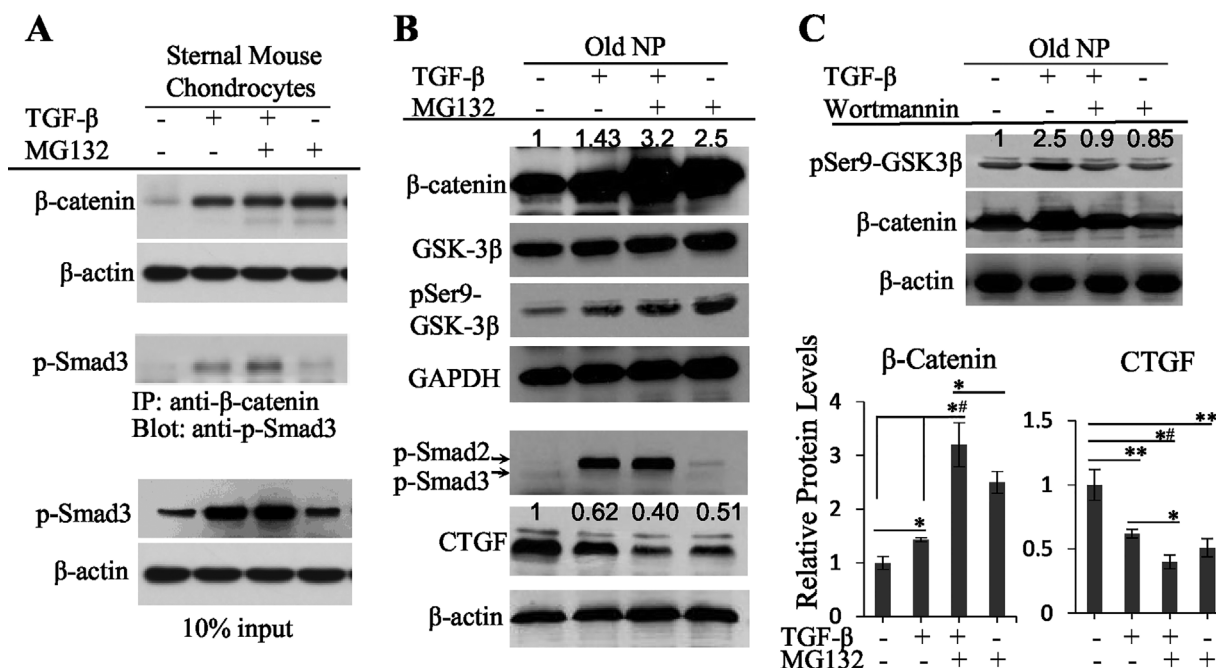 A
Sternal Mouse
Chondrocytes
TGF-β - + + -
MG132 - - + +
β-catenin
β-actin
p-Smad3
IP: anti-β-catenin
Blot: anti-p-Smad3
p-Smad3
β-actin
10% input
B
Old NP
TGF-β - + + -
MG132 - - + +
1 1.43 3.2 2.5
β-catenin
GSK-3β
pSer9-
GSK-3β
GAPDH
p-Smad2
p-Smad3
1 0.62 0.40 0.51
CTGF
β-actin
C
Old NP
TGF-β - + + -
Wortmannin - - + +
1 2.5 0.9 0.85
pSer9-GSK3β
β-catenin
β-actin
β-Catenin
Relative Protein Levels
4
3
2
1
0
*
*#
*
TGF-β - + + -
MG132 - - + +
CTGF
1.5
1
0.5
0
**
*#
**
*
- + + -
- - + +